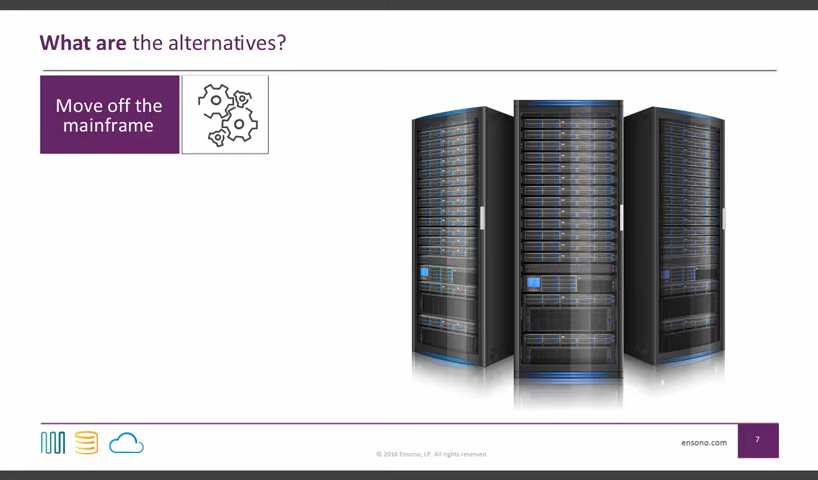 What are the alternatives?
Move off the
mainframe
ensono.com
7
© 2016 Ensono, LP. All rights reserved.